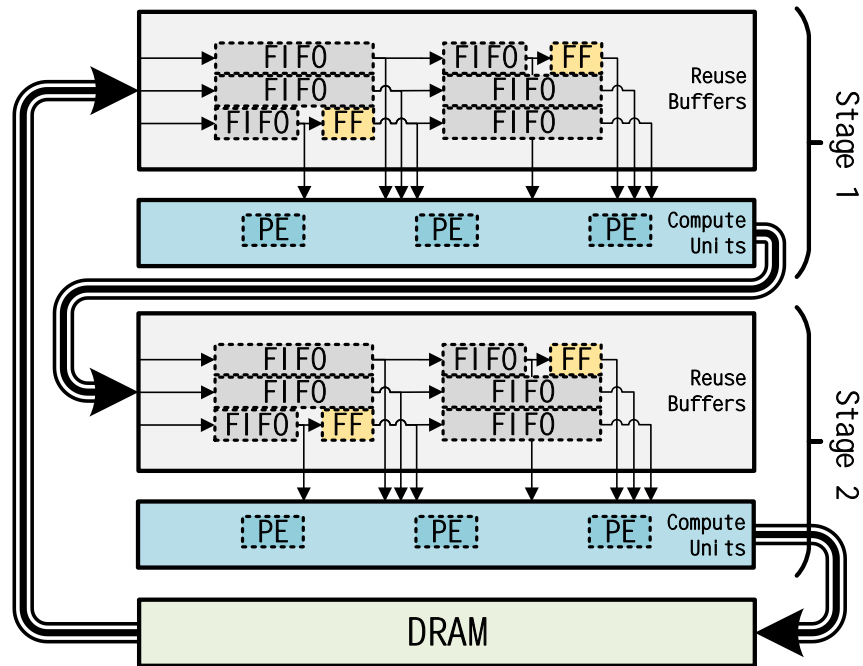 FIFO FIFO FF
FIFO FIFO
FIFO FF FIFO
Reuse
Buffers
Stage 1
PE PE PE
Compute
Units
FIFO FIFO FF
FIFO FIFO
FIFO FF FIFO
Reuse
Buffers
Stage 2
PE PE PE
Compute
Units
DRAM